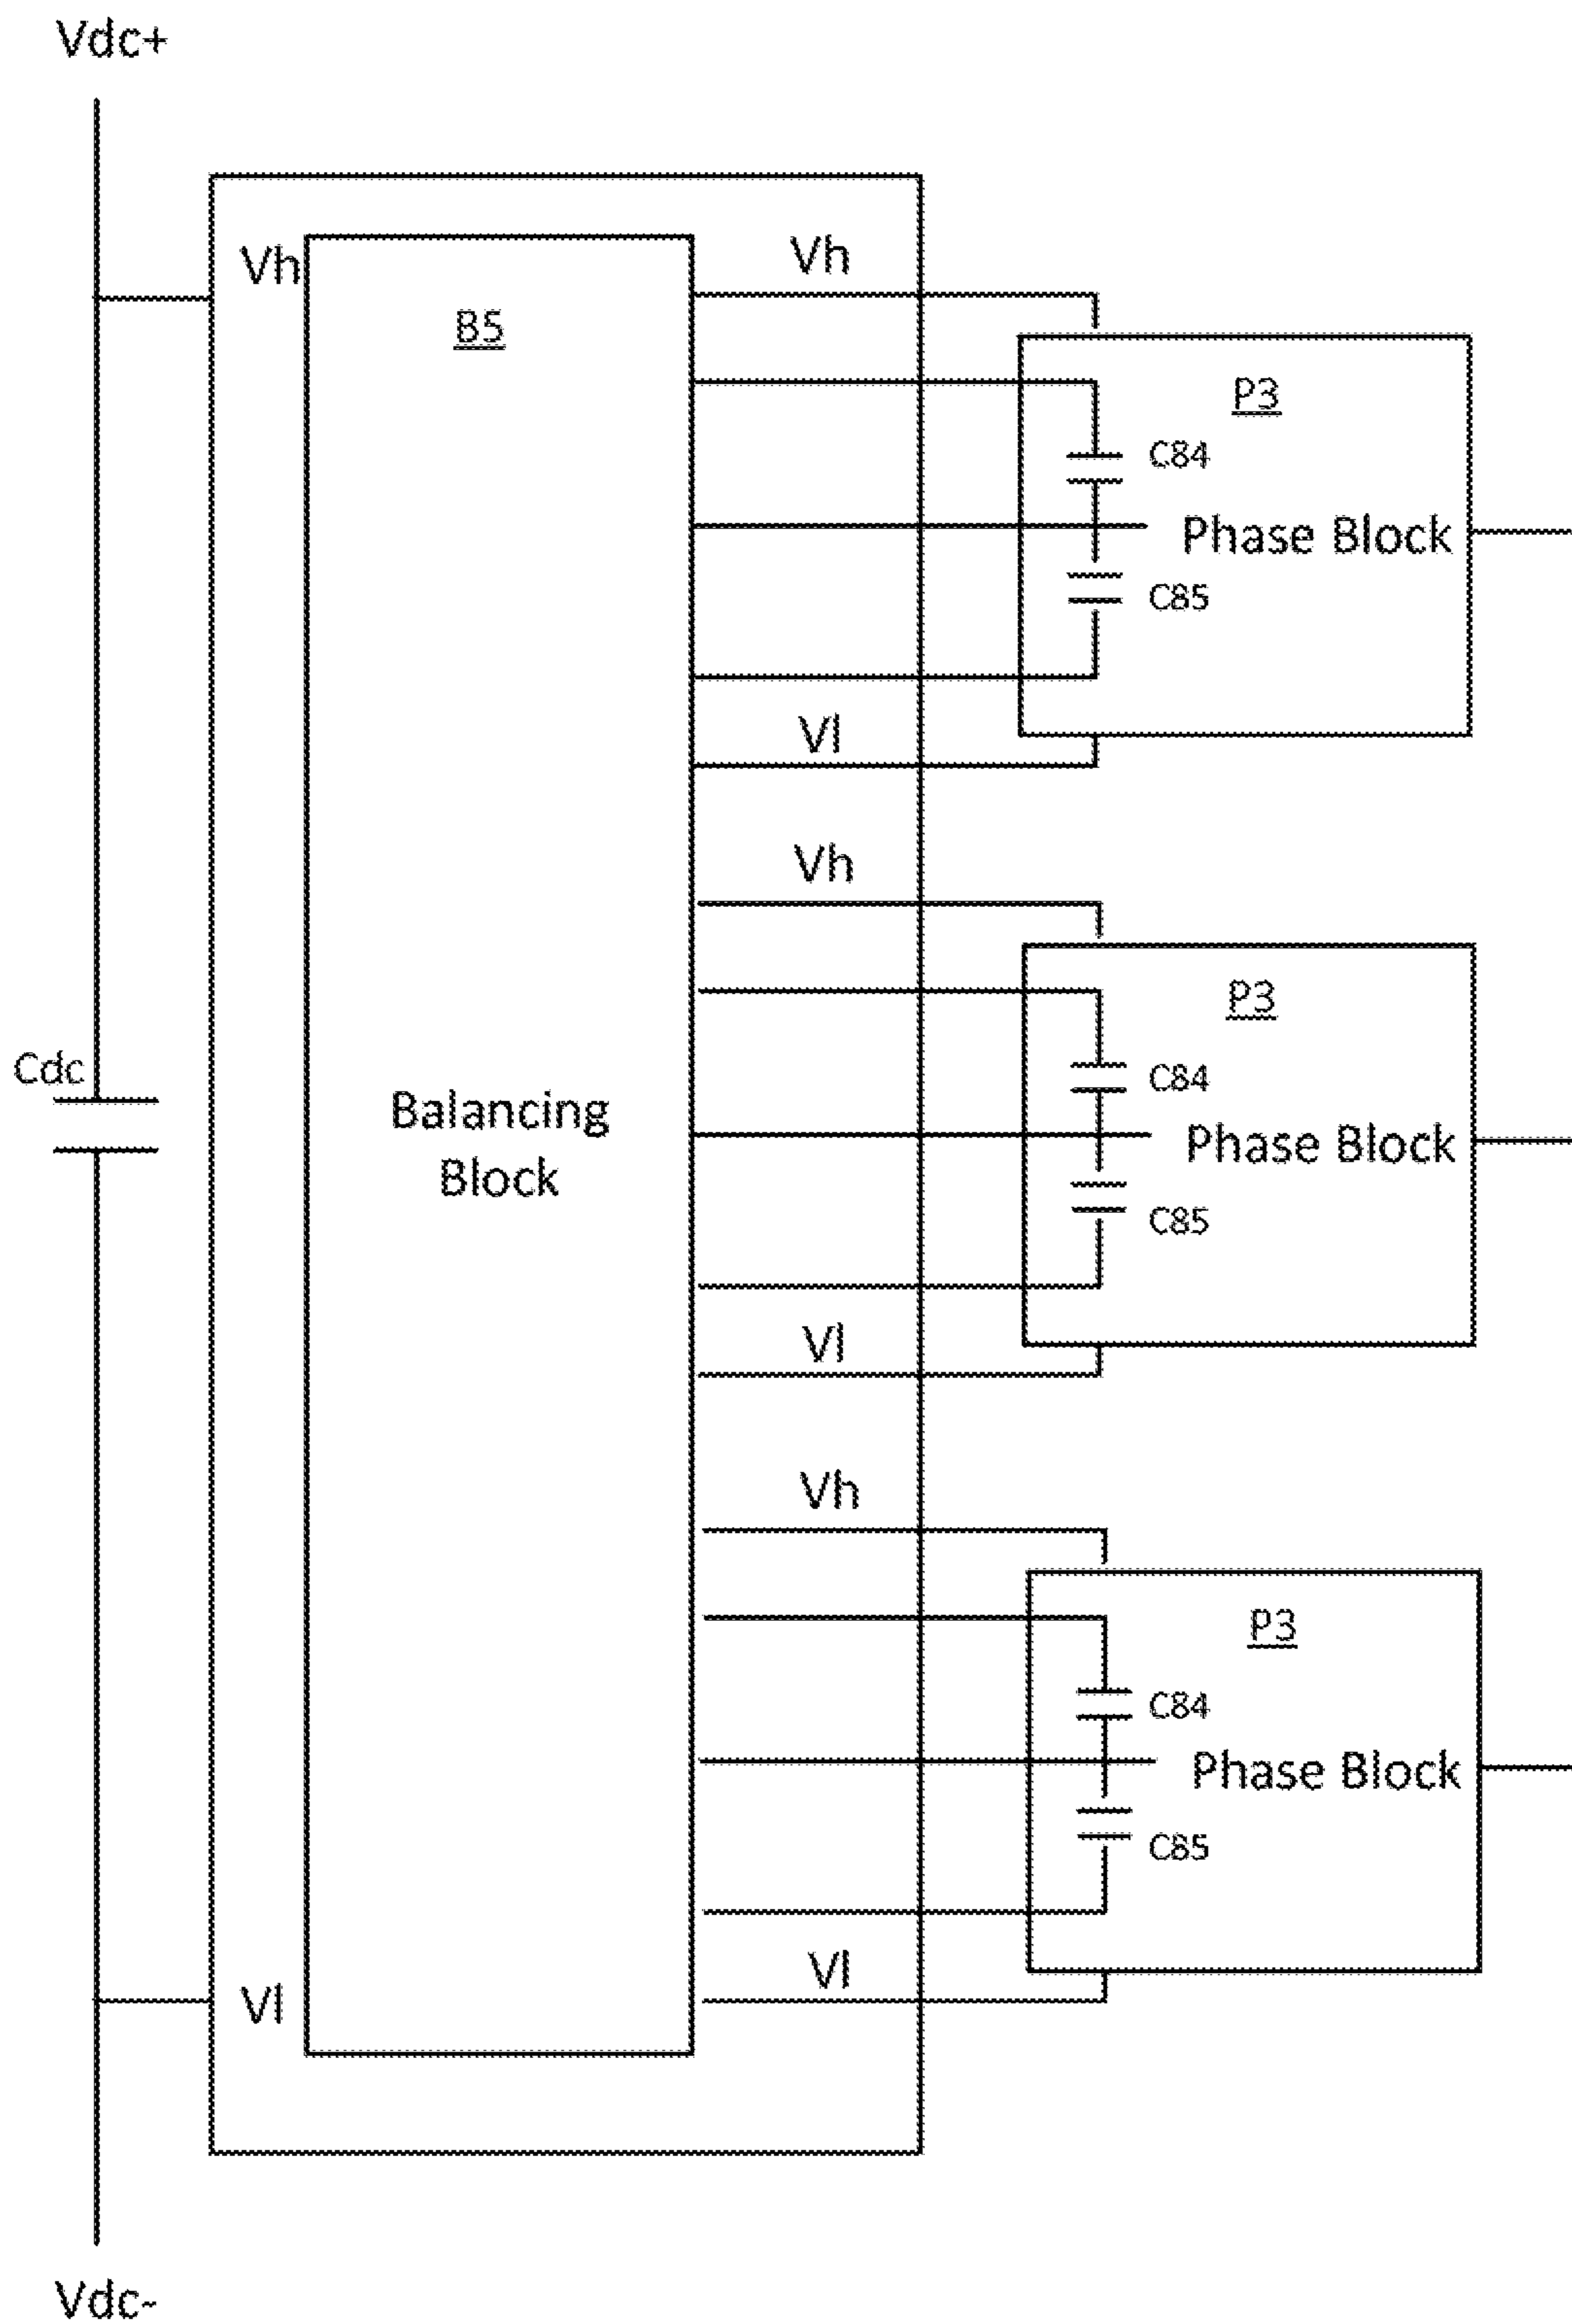 Vdc+
Vh
Vh
B5
P3
C84
Phase Block
C85
Vl
Vh
P3
Cdc
C84
Balancing
Block
Phase Block
C85
Vl
Vh
P3
C84
Phase Block
C85
Vl
Vl
Vdc-